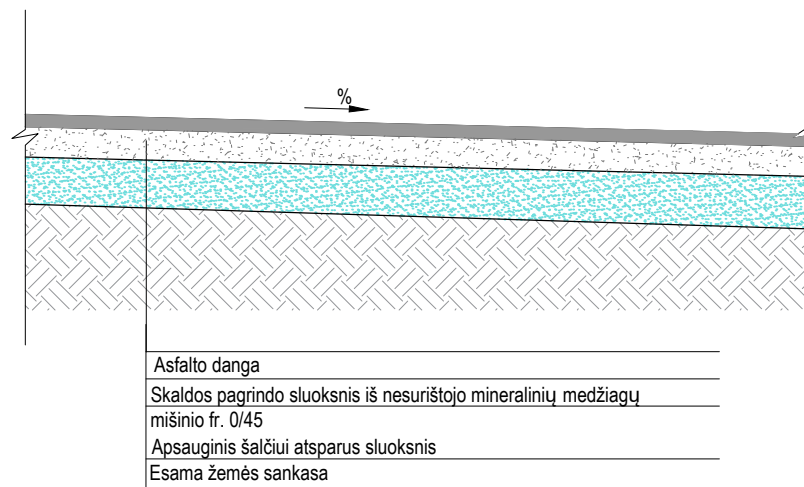 %
Asfalto danga
Skaldos pagrindo sluoksnis iš nesurištojo mineralinių medžiagų
mišinio fr. 0/45
Apsauginis šalčiui atsparus sluoksnis
Esama žemės sankasa